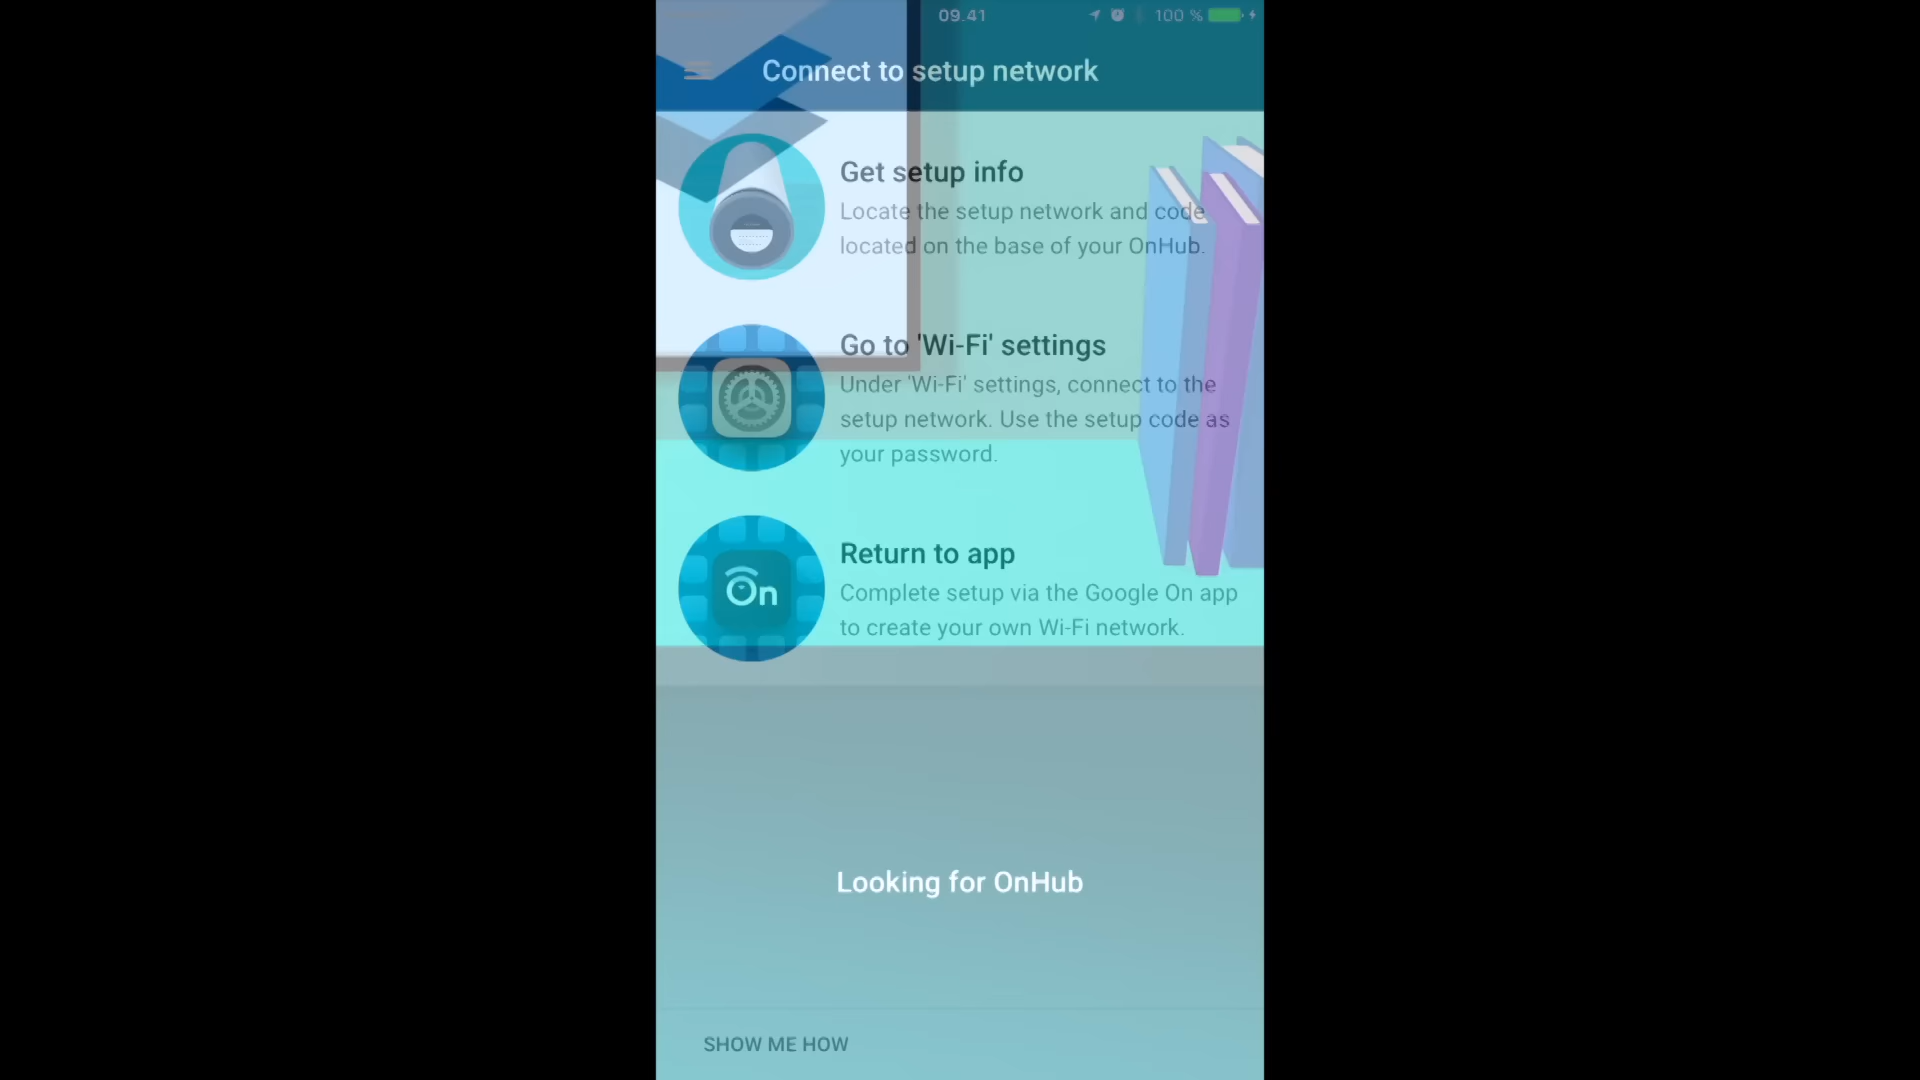 09.41
100 %
Connect to setup network
Get setup info
Locate the setup network and code
located on the base of your OnHub.
Go to 'Wi-Fi' settings
Under 'Wi-Fi' settings, connect to the
setup network. Use the setup code as
your password.
On
Return to app
Complete setup via the Google On app
to create your own Wi-Fi network.
Looking for OnHub
SHOW ME HOW